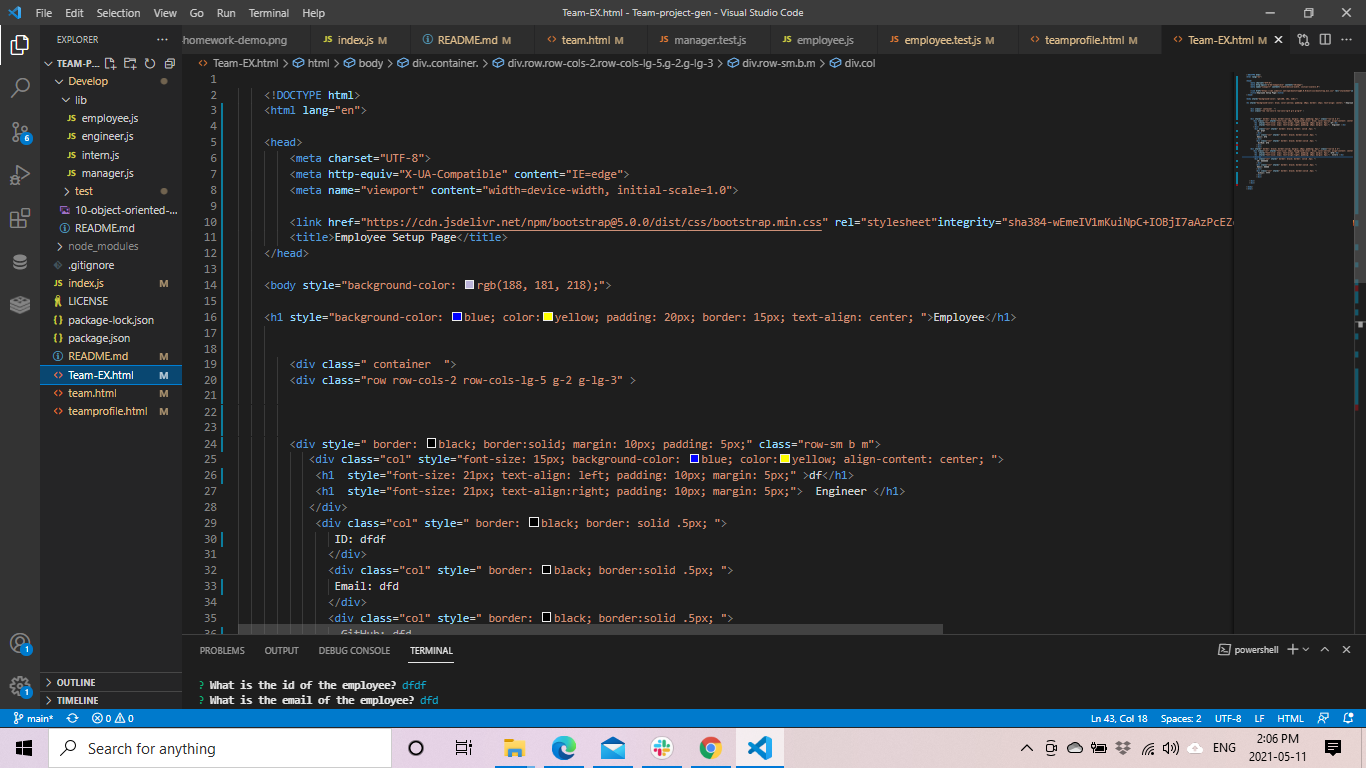 File Edit Selection View Go Run Terminal Help
Team-EX.html - Team-project-gen - Visual Studio Code
EXPLORER
homework-demo.png
JS index.js M
README.md M
team.html M
JS manager.test.js
JS employee.js
JS employee.test.js M
teamprofile.html M
Team-EX.html M
TEAM-P...
Develop
lib
JS employee.js
JS engineer.js
JS intern.js
JS manager.js
test
10-object-oriented-...
README.md
node_modules
.gitignore
JS index.js M
LICENSE
package-lock.json
package.json
README.md M
Team-EX.html M
team.html M
teamprofile.html M
OUTLINE
TIMELINE
6
1
1
Team-EX.html > html > body > div..container. > div.row.row-cols-2.row-cols-lg-5.g-2.g-lg-3 > div.row-sm.b.m > div.col
1
2 <!DOCTYPE html>
3 <html lang="en">
4
5 <head>
6 <meta charset="UTF-8">
7 <meta http-equiv="X-UA-Compatible" content="IE=edge">
8 <meta name="viewport" content="width=device-width, initial-scale=1.0">
9
10 <link href="https://cdn.jsdelivr.net/npm/bootstrap@5.0.0/dist/css/bootstrap.min.css" rel="stylesheet"integrity="sha384-wEmeIV1mKuiNpC+IOBjI7aAzPcEZ
11 <title>Employee Setup Page</title>
12 </head>
13
14 <body style="background-color: rgb(188, 181, 218);">
15
16 <h1 style="background-color: blue; color:yellow; padding: 20px; border: 15px; text-align: center; ">Employee</h1>
17
18
19 <div class=" container  ">
20 <div class="row row-cols-2 row-cols-lg-5 g-2 g-lg-3" >
21
22
23
24 <div style=" border: black; border:solid; margin: 10px; padding: 5px;" class="row-sm b m">
25 <div class="col" style="font-size: 15px; background-color: blue; color:yellow; align-content: center; ">
26 <h1  style="font-size: 21px; text-align: left; padding: 10px; margin: 5px;" >df</h1>
27 <h1  style="font-size: 21px; text-align:right; padding: 10px; margin: 5px;">  Engineer </h1>
28 </div>
29 <div class="col" style=" border: black; border: solid .5px; ">
30 ID: dfdf
31 </div>
32 <div class="col" style=" border: black; border:solid .5px; ">
33 Email: dfd
34 </div>
35 <div class="col" style=" border: black; border:solid .5px; ">
36 GitHub: dfd
PROBLEMS OUTPUT DEBUG CONSOLE TERMINAL
powershell
? What is the id of the employee? dfdf
? What is the email of the employee? dfd
main* 0 0
Ln 43, Col 18 Spaces: 2 UTF-8 LF HTML
Search for anything
ENG
2:06 PM
2021-05-11